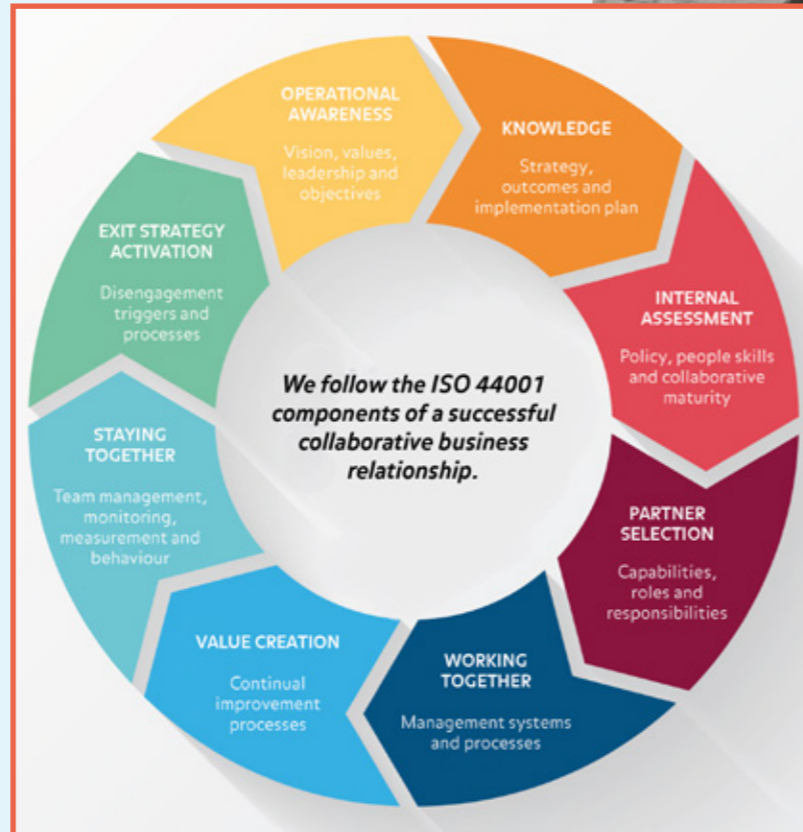 OPERATIONAL
AWARENESS
Vision, values,
leadership and
objectives
KNOWLEDGE
Strategy,
outcomes and
implementation plan
INTERNAL
ASSESSMENT
Policy, people skills
and collaborative
maturity
PARTNER
SELECTION
Capabilities,
roles and
responsibilities
WORKING
TOGETHER
Management systems
and processes
VALUE CREATION
Continual
improvement
processes
STAYING
TOGETHER
Team management,
monitoring,
measurement and
behaviour
EXIT STRATEGY
ACTIVATION
Disengagement
triggers and
processes
We follow the ISO 44001
components of a successful
collaborative business
relationship.